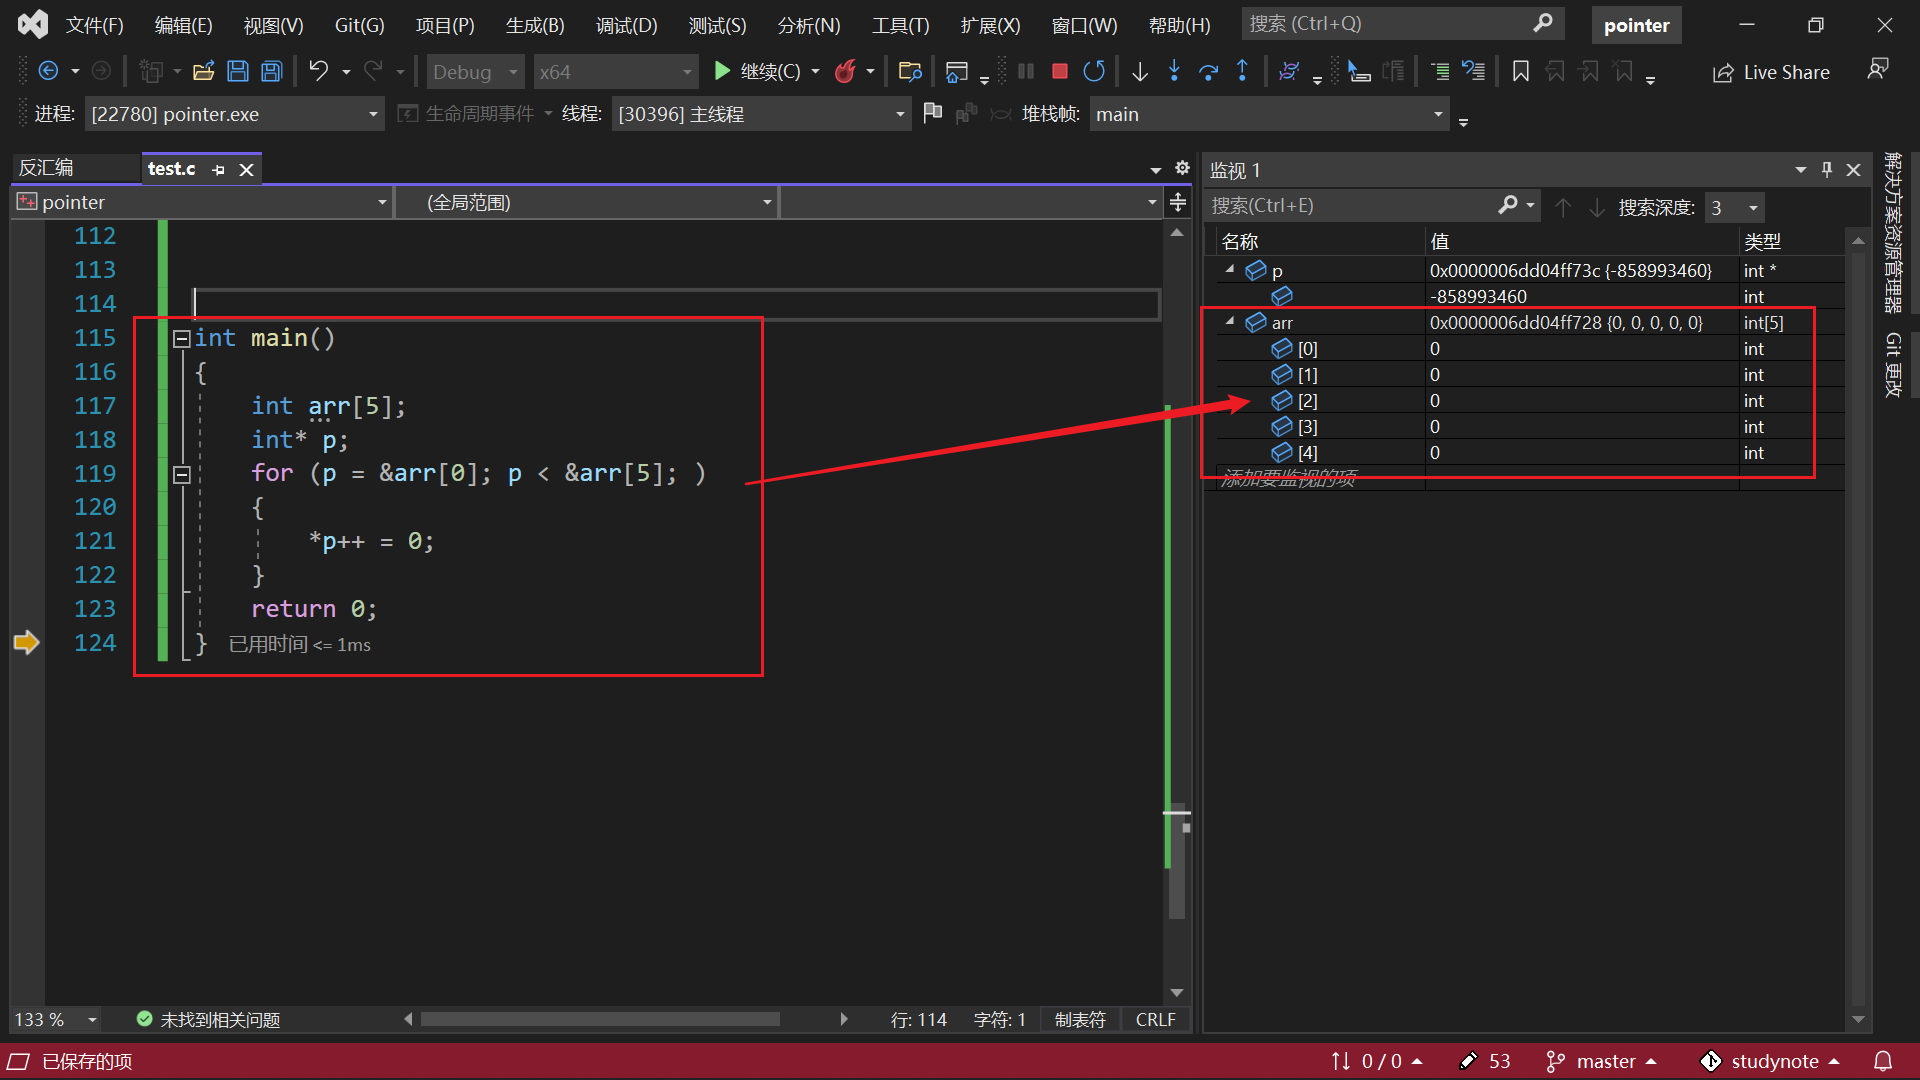 文件(F) 编辑(E) 视图(V) Git(G) 项目(P) 生成(B) 调试(D) 测试(S) 分析(N) 工具(T) 扩展(X) 窗口(W) 帮助(H) 搜索 (Ctrl+Q) pointer
Debug x64 继续(C) Live Share
进程: [22780] pointer.exe 生命周期事件 线程: [30396] 主线程 堆栈帧: main
反汇编 test.c
pointer (全局范围)
112
113
114
115 int main()
116 {
117 int arr[5];
118 int* p;
119 for (p = &arr[0]; p < &arr[5]; )
120 {
121 *p++ = 0;
122 }
123 return 0;
124 } 已用时间 <= 1ms
133 % 未找到相关问题 行: 114 字符: 1 制表符 CRLF
监视 1
搜索(Ctrl+E) 搜索深度: 3
名称 值 类型
p 0x0000006dd04ff73c {-858993460} int *
-858993460 int
arr 0x0000006dd04ff728 {0, 0, 0, 0, 0} int[5]
[0] 0 int
[1] 0 int
[2] 0 int
[3] 0 int
[4] 0 int
添加要监视的项
解决方案资源管理器
Git 更改
已保存的项 0 / 0 53 master studynote